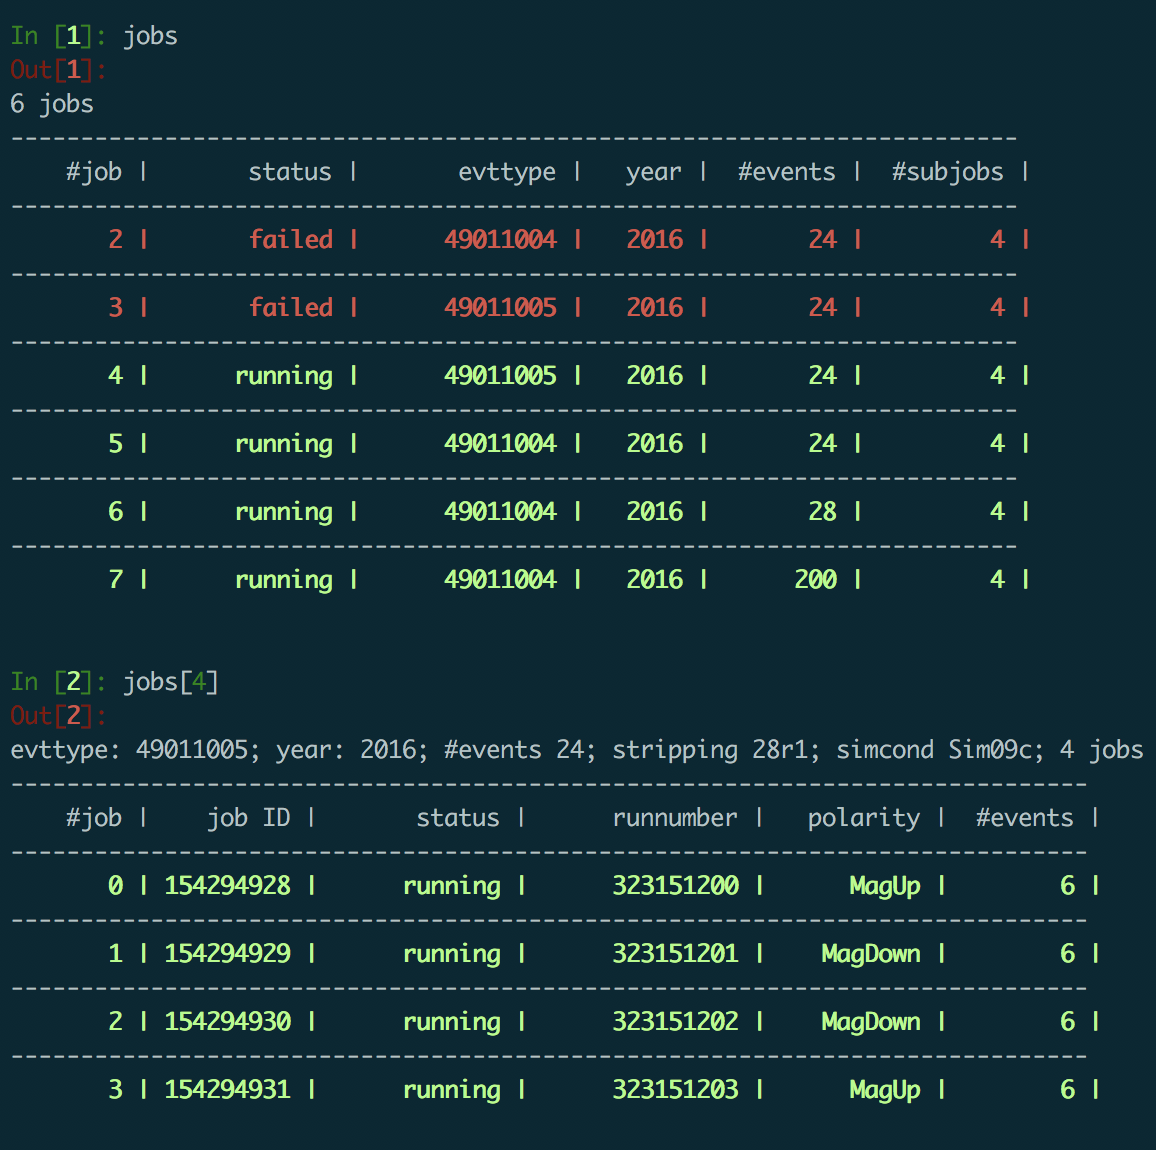 In [1]: jobs
Out[1]:
6 jobs
------------------------------------------------------------------------
    #job |       status |       evttype |   year |  #events |  #subjobs |
------------------------------------------------------------------------
       2 |       failed |      49011004 |   2016 |       24 |         4 |
------------------------------------------------------------------------
       3 |       failed |      49011005 |   2016 |       24 |         4 |
------------------------------------------------------------------------
       4 |      running |      49011005 |   2016 |       24 |         4 |
------------------------------------------------------------------------
       5 |      running |      49011004 |   2016 |       24 |         4 |
------------------------------------------------------------------------
       6 |      running |      49011004 |   2016 |       28 |         4 |
------------------------------------------------------------------------
       7 |      running |      49011004 |   2016 |      200 |         4 |
In [2]: jobs[4]
Out[2]:
evttype: 49011005; year: 2016; #events 24; stripping 28r1; simcond Sim09c; 4 jobs
-----------------------------------------------------------------------------
    #job |    job ID |       status |      runnumber |   polarity |  #events |
-----------------------------------------------------------------------------
       0 | 154294928 |      running |      323151200 |      MagUp |        6 |
-----------------------------------------------------------------------------
       1 | 154294929 |      running |      323151201 |    MagDown |        6 |
-----------------------------------------------------------------------------
       2 | 154294930 |      running |      323151202 |    MagDown |        6 |
-----------------------------------------------------------------------------
       3 | 154294931 |      running |      323151203 |      MagUp |        6 |